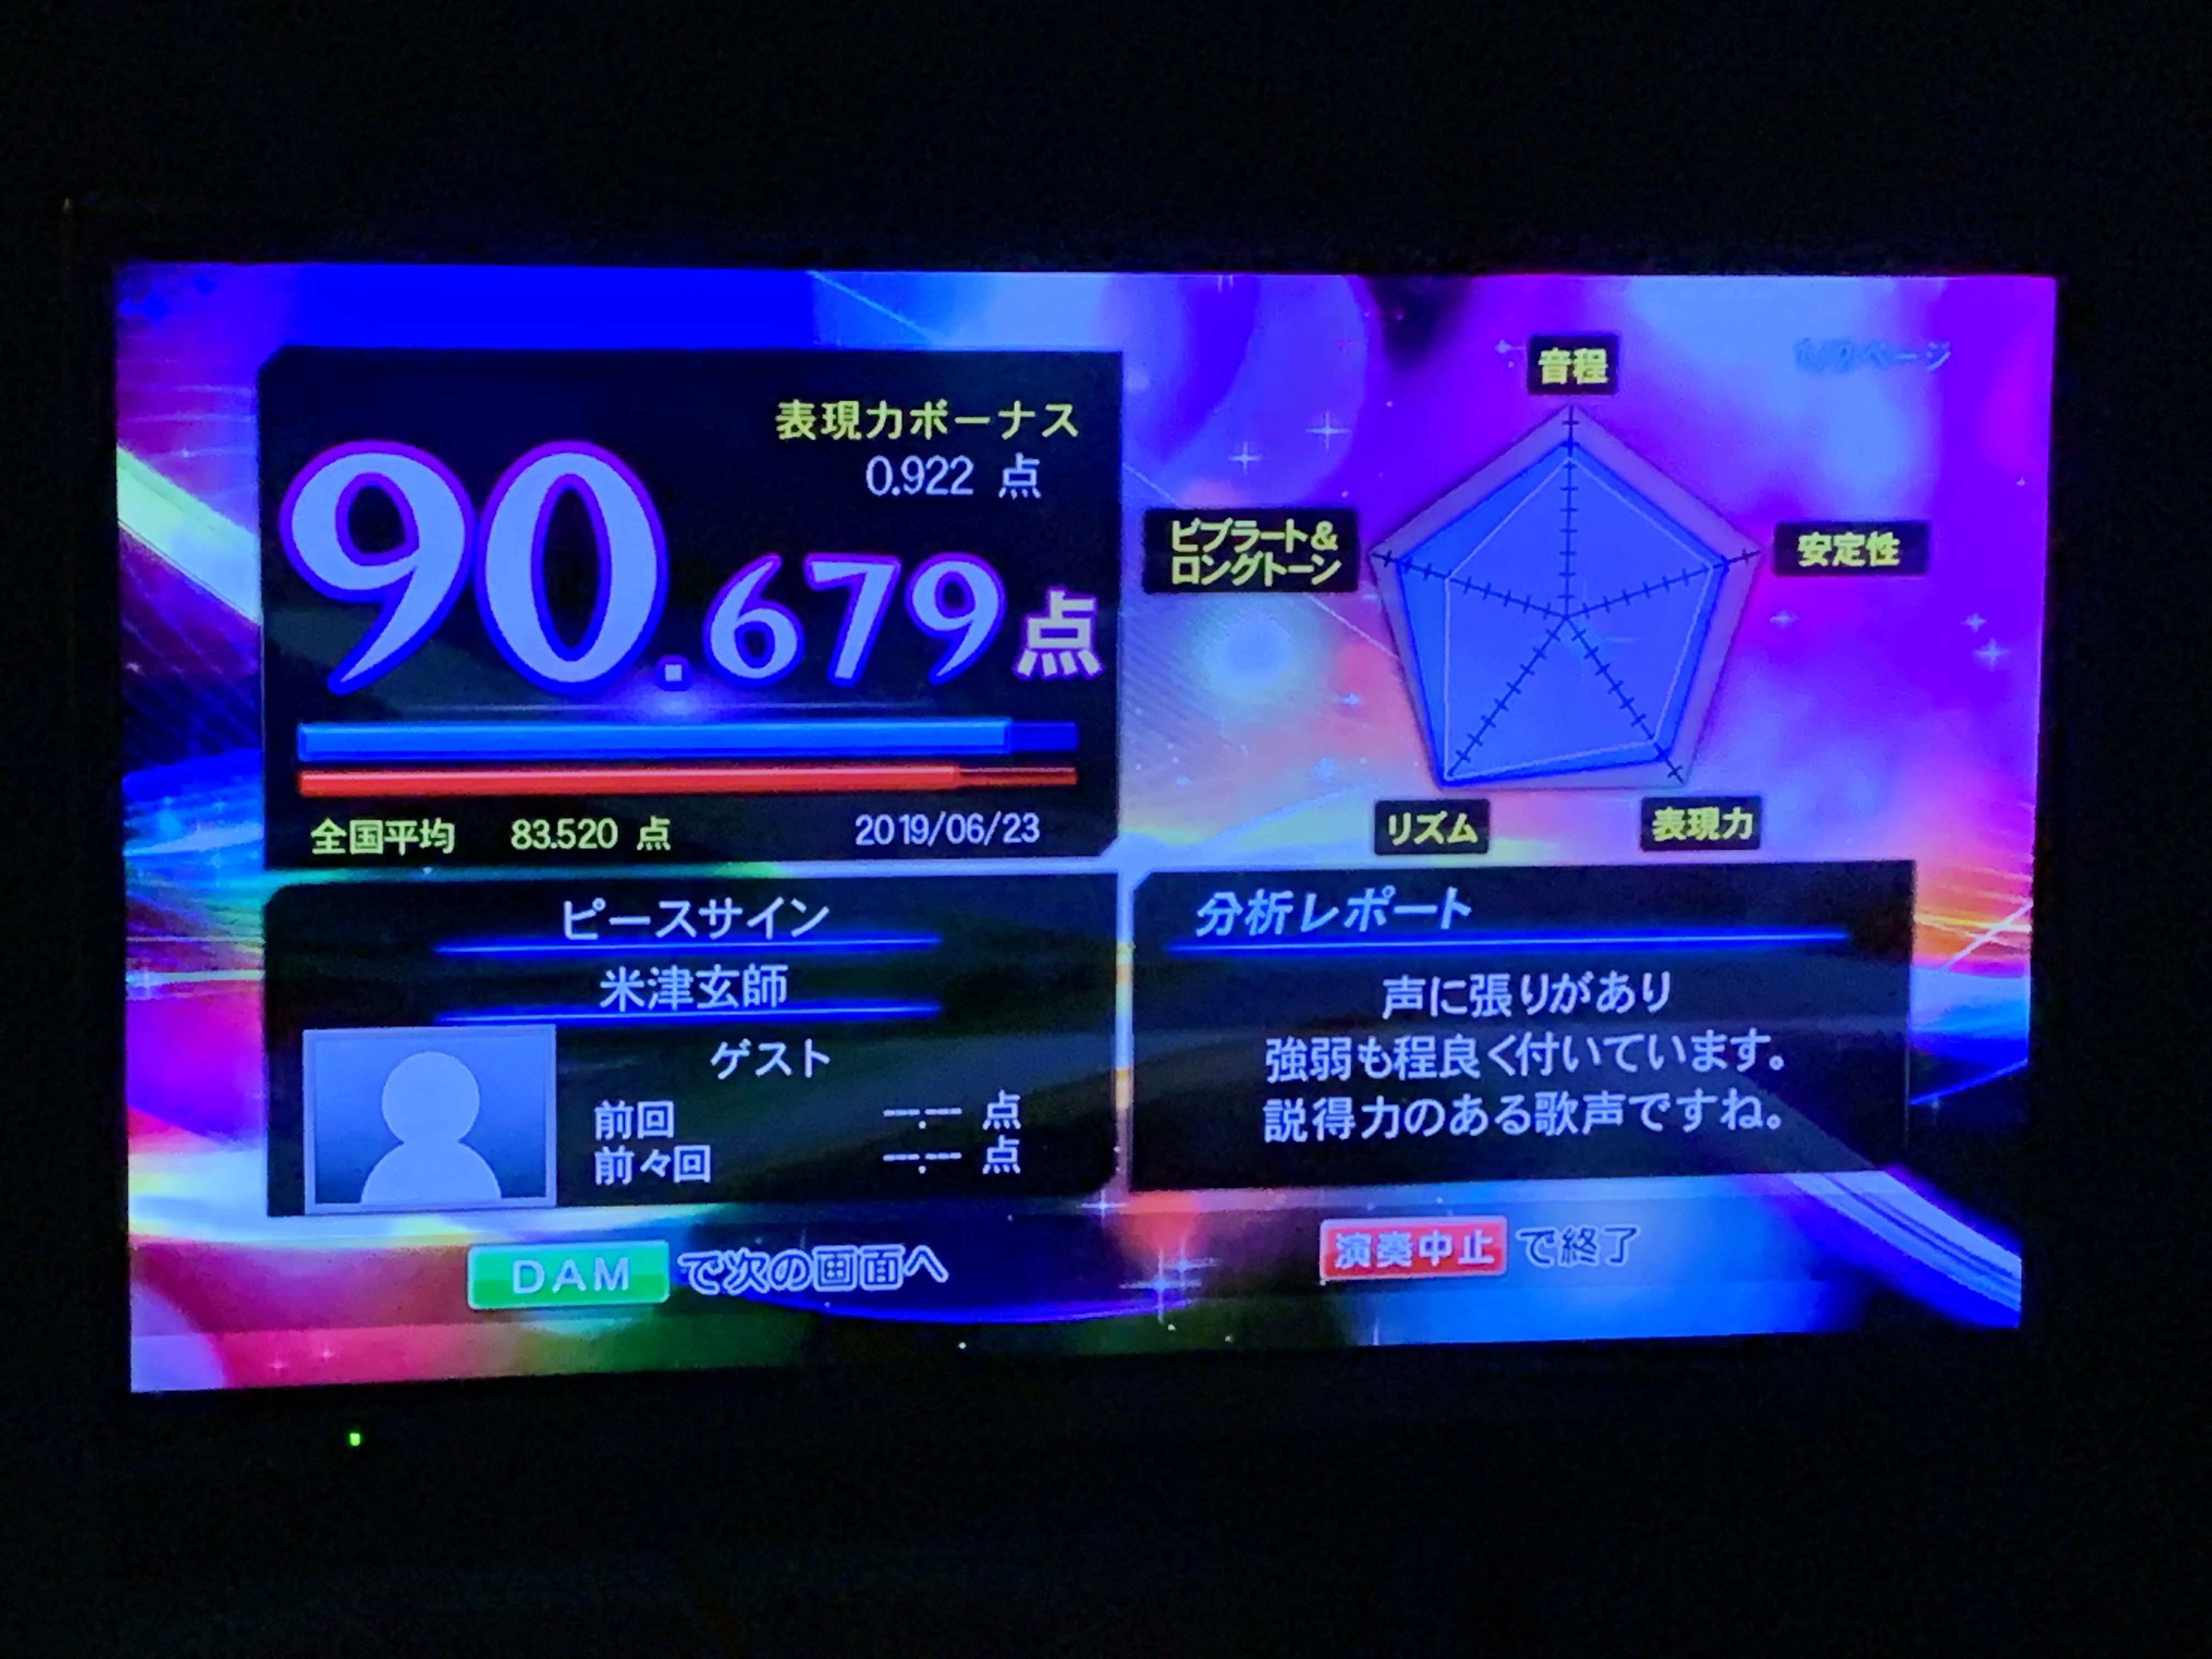 表現力ボーナス
0.922 点
90.679点
全国平均 83.520 点 2019/06/23
音程
ビブラート&
ロングトーン
安定性
リズム
表現力
ピースサイン
米津玄師
ゲスト
前回 --.-- 点
前々回 --.-- 点
分析レポート
声に張りがあり
強弱も程良く付いています。
説得力のある歌声ですね。
DAM で次の画面へ
演奏中止 で終了
ページ